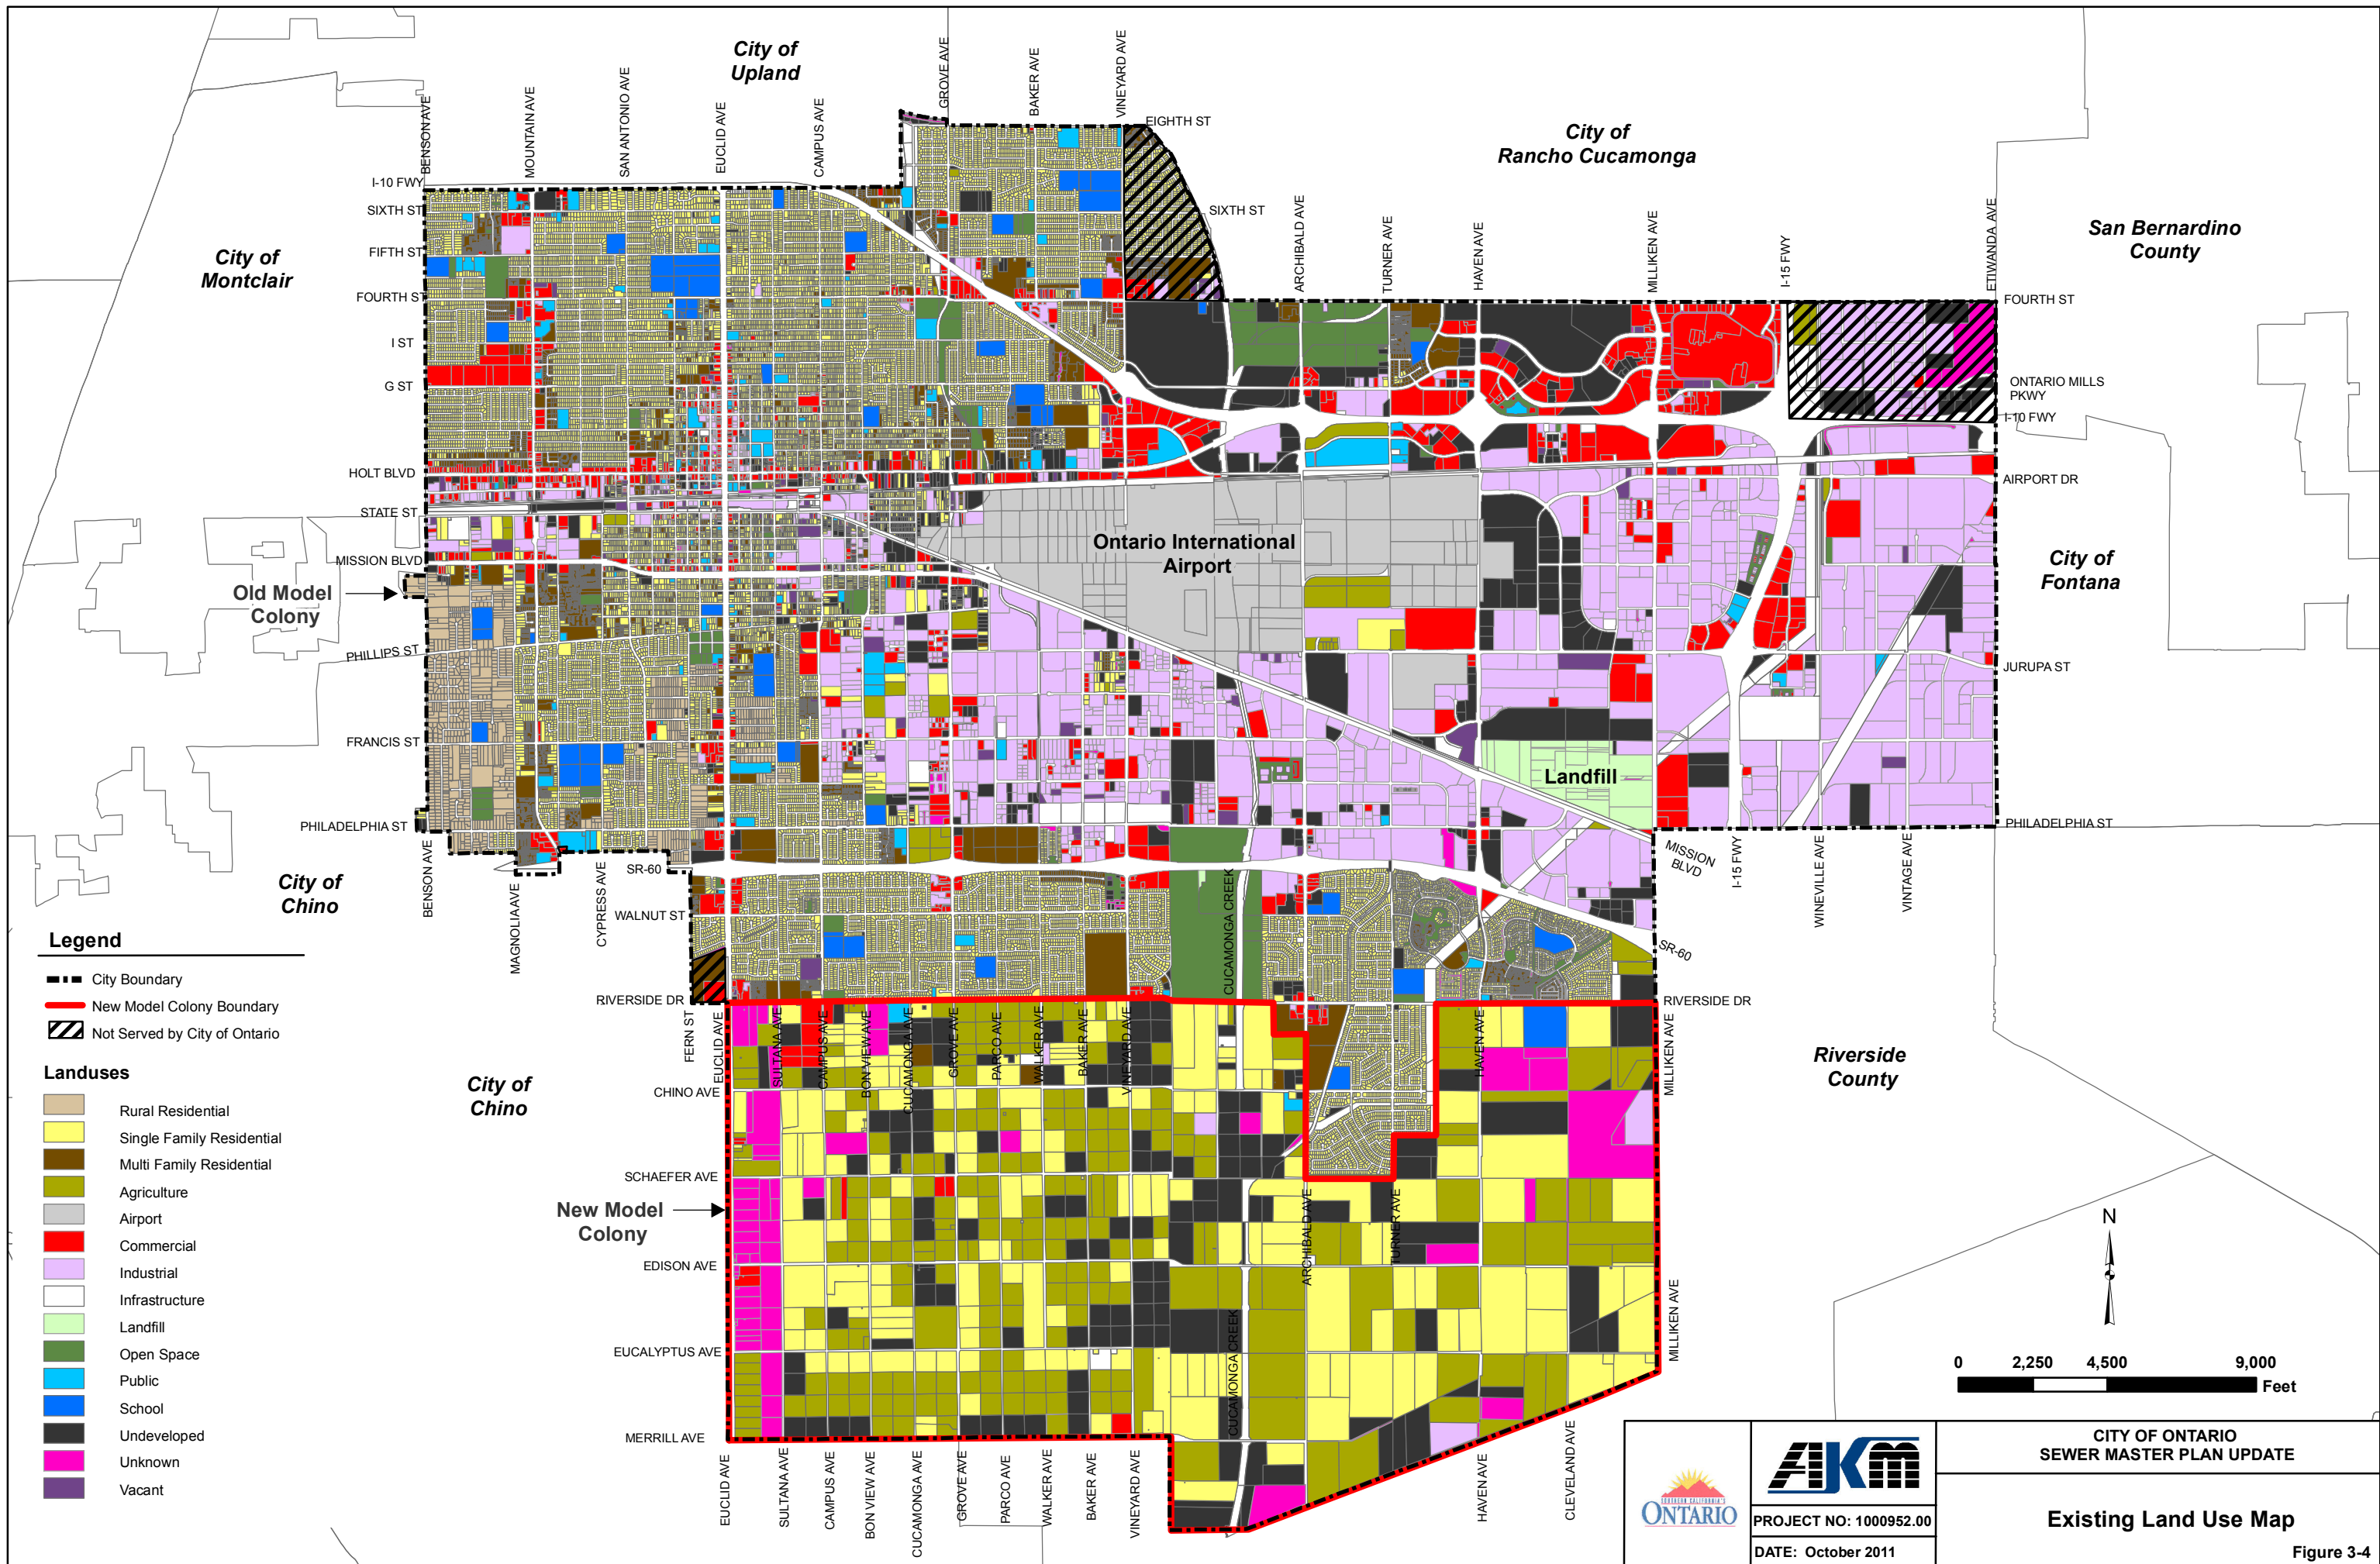 City of
Upland
BENSON AVE
MOUNTAIN AVE
SAN ANTONIO AVE
EUCLID AVE
CAMPUS AVE
GROVE AVE
BAKER AVE
VINEYARD AVE
EIGHTH ST
City of
Rancho Cucamonga
I-10 FWY
SIXTH ST
SIXTH ST
ARCHIBALD AVE
TURNER AVE
HAVEN AVE
MILLIKEN AVE
I-15 FWY
ETIWANDA AVE
San Bernardino
County
City of
Montclair
FIFTH ST
FOURTH ST
FOURTH ST
I ST
G ST
ONTARIO MILLS
PKWY
I-10 FWY
HOLT BLVD
AIRPORT DR
STATE ST
Ontario International
Airport
MISSION BLVD
City of
Fontana
Old Model
Colony
PHILLIPS ST
JURUPA ST
FRANCIS ST
Landfill
PHILADELPHIA ST
PHILADELPHIA ST
MISSION
BLVD
I-15 FWY
WINEVILLE AVE
VINTAGE AVE
City of
Chino
BENSON AVE
MAGNOLIA AVE
CYPRESS AVE
SR-60
WALNUT ST
CUCAMONGA CREEK
SR-60
RIVERSIDE DR
RIVERSIDE DR
FERN ST
EUCLID AVE
SULTANA AVE
CAMPUS AVE
BON VIEW AVE
CUCAMONGA AVE
GROVE AVE
PARCO AVE
WALKER AVE
BAKER AVE
VINEYARD AVE
HAVEN AVE
MILLIKEN AVE
Riverside
County
City of
Chino
CHINO AVE
SCHAEFER AVE
New Model
Colony
ARCHIBALD AVE
TURNER AVE
EDISON AVE
CUCAMONGA CREEK
MILLIKEN AVE
EUCALYPTUS AVE
MERRILL AVE
EUCLID AVE
SULTANA AVE
CAMPUS AVE
BON VIEW AVE
CUCAMONGA AVE
GROVE AVE
PARCO AVE
WALKER AVE
BAKER AVE
VINEYARD AVE
HAVEN AVE
CLEVELAND AVE
Legend
City Boundary
New Model Colony Boundary
Not Served by City of Ontario
Landuses
Rural Residential
Single Family Residential
Multi Family Residential
Agriculture
Airport
Commercial
Industrial
Infrastructure
Landfill
Open Space
Public
School
Undeveloped
Unknown
Vacant
N
0 2,250 4,500 9,000
Feet
SOUTHERN CALIFORNIA'S
ONTARIO
AKM
PROJECT NO: 1000952.00
DATE: October 2011
CITY OF ONTARIO
SEWER MASTER PLAN UPDATE
Existing Land Use Map
Figure 3-4